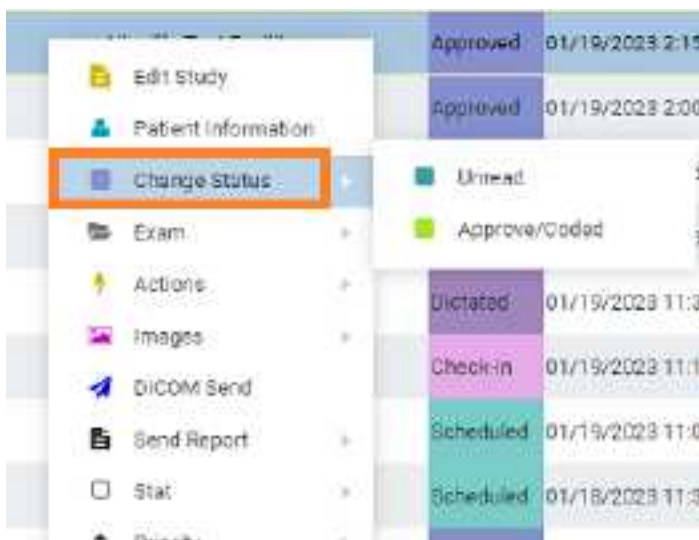 Approved 01/19/2023 2:15
Edit Study
Patient Information
Approved 01/19/2023 2:00
Change Status
Unread
Exam
Approve/Coded
Actions
Dictated 01/19/2023 11:3
Images
Check-in 01/19/2023 11:1
DICOM Send
Send Report
Scheduled 01/19/2023 11:0
Stat
Scheduled 01/18/2023 11:3